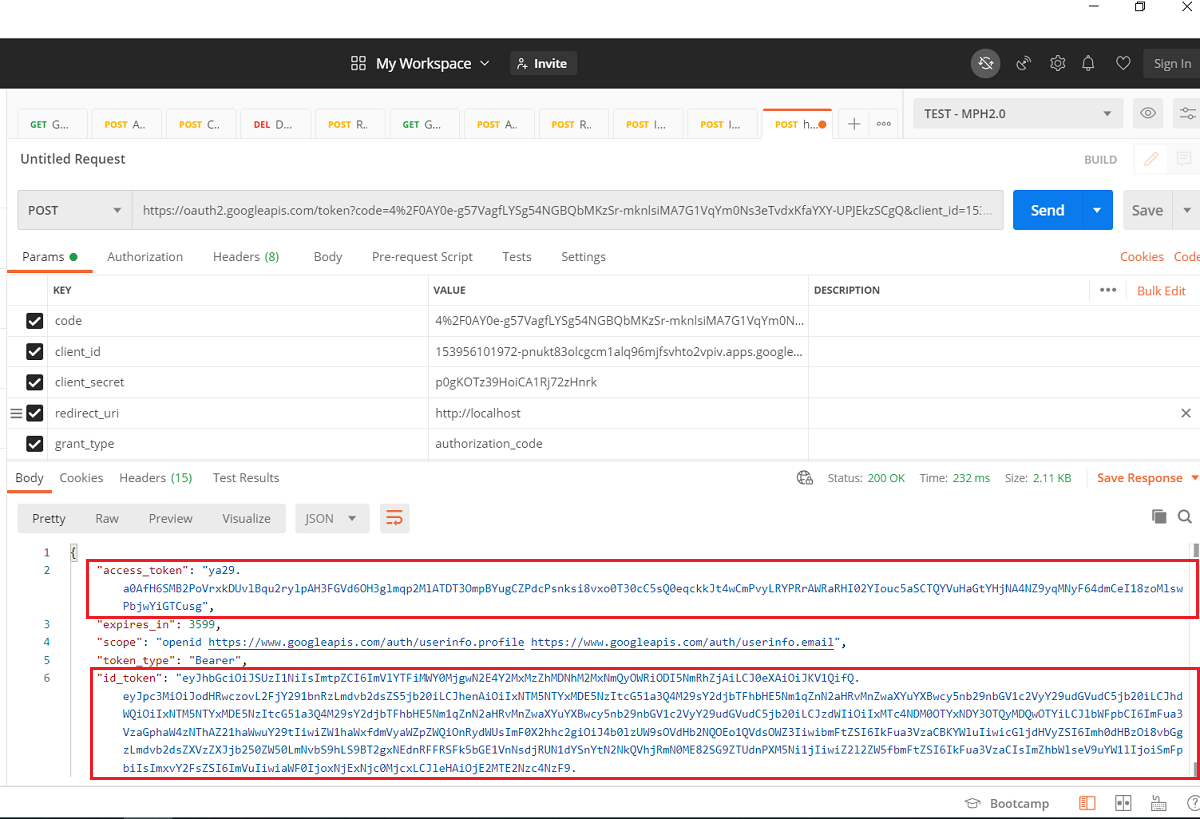 My Workspace
Invite
Sign In
GET G...
POST A..
POST C..
DEL D...
POST R..
GET G...
POST A..
POST R..
POST I...
POST I...
POST h...
TEST - MPH2.0
Untitled Request
BUILD
POST
https://oauth2.googleapis.com/token?code=4%2F0AY0e-g57VagfLYSg54NGBQbMKzSr-mknlsiMA7G1VqYm0Ns3eTvdxKfaYXY-UPJEkzSCgQ&client_id=15...
Send
Save
Params
Authorization
Headers (8)
Body
Pre-request Script
Tests
Settings
Cookies
Code
KEY
VALUE
DESCRIPTION
Bulk Edit
code
4%2F0AY0e-g57VagfLYSg54NGBQbMKzSr-mknlsiMA7G1VqYm0N...
client_id
153956101972-pnukt83olcgcm1alq96mjfsvhto2vpiv.apps.google...
client_secret
p0gKOTz39HoiCA1Rj72zHnrk
redirect_uri
http://localhost
grant_type
authorization_code
Body
Cookies
Headers (15)
Test Results
Status: 200 OK
Time: 232 ms
Size: 2.11 KB
Save Response
Pretty
Raw
Preview
Visualize
JSON
1 {
2 "access_token": "ya29.
3 "expires_in": 3599,
4 "scope": "openid https://www.googleapis.com/auth/userinfo.profile https://www.googleapis.com/auth/userinfo.email",
5 "token_type": "Bearer",
6 "id_token":
Bootcamp